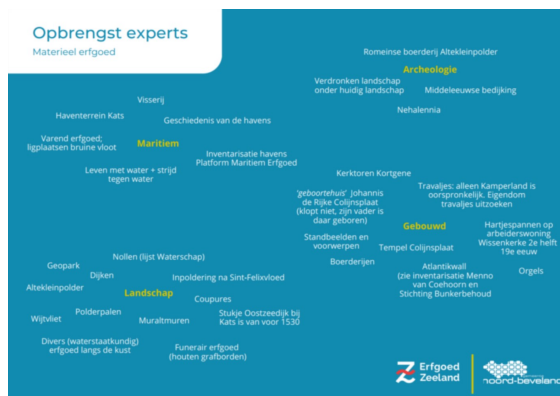 Opbrengst experts
Materieel erfgoed
Romeinse boerderij Altekleinpolder
Archeologie
Verdronken landschap
onder huidig landschap
Middeleeuwse bedijking
Nehalennia
Visserij
Haventerrein Kats
Geschiedenis van de havens
Varend erfgoed;
ligplaatsen bruine vloot
Maritiem
Inventarisatie havens
Platform Maritiem Erfgoed
Leven met water + strijd
tegen water
Kerktoren Kortgene
'geboortehuis' Johannis
de Rijke Colijnsplaat
(klopt niet, zijn vader is
daar geboren)
Travaljes: alleen Kamperland is
oorspronkelijk. Eigendom
travaljes uitzoeken
Gebouwd
Hartjespannen op
arbeiderswoning
Wissenkerke 2e helft
19e eeuw
Standbeelden en
voorwerpen
Tempel Colijnsplaat
Boerderijen
Atlantikwall
(zie inventarisatie Menno
van Coehoorn en
Stichting Bunkerbehoud
Orgels
Nollen (lijst Waterschap)
Geopark
Dijken
Inpoldering na Sint-Felixvloed
Altekleinpolder
Landschap
Coupures
Polderpalen
Wijtvliet
Muraltmuren
Stukje Oostzeedijk bij
Kats is van voor 1530
Divers (waterstaatkundig)
erfgoed langs de kust
Funerair erfgoed
(houten grafborden)
Erfgoed
Zeeland
noord-beveland